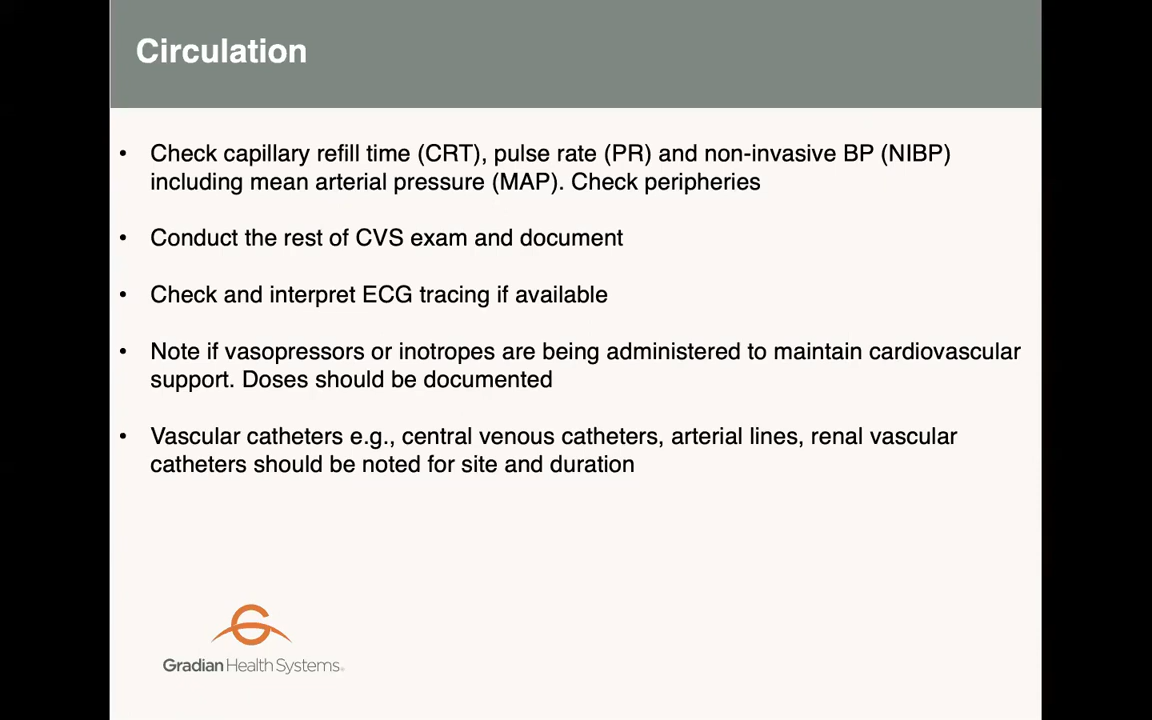 Circulation
• Check capillary refill time (CRT), pulse rate (PR) and non-invasive BP (NIBP)
including mean arterial pressure (MAP). Check peripheries
• Conduct the rest of CVS exam and document
• Check and interpret ECG tracing if available
• Note if vasopressors or inotropes are being administered to maintain cardiovascular
support. Doses should be documented
• Vascular catheters e.g., central venous catheters, arterial lines, renal vascular
catheters should be noted for site and duration
Gradian Health Systems